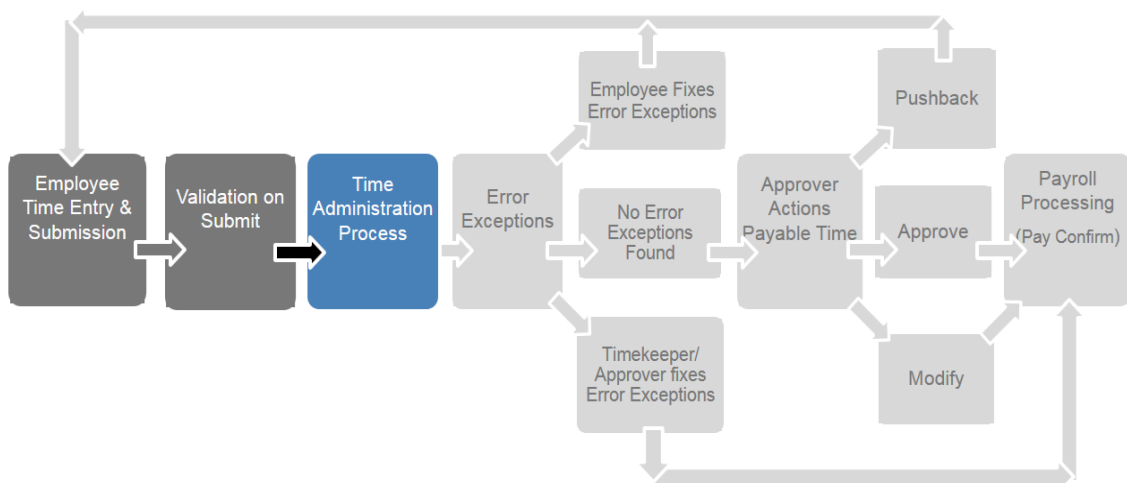 Employee
Time Entry &
Submission
Validation on
Submit
Time
Administration
Process
Error
Exceptions
Employee Fixes
Error Exceptions
No Error
Exceptions
Found
Timekeeper/
Approver fixes
Error Exceptions
Approver
Actions
Payable Time
Pushback
Approve
Modify
Payroll
Processing
(Pay Confirm)